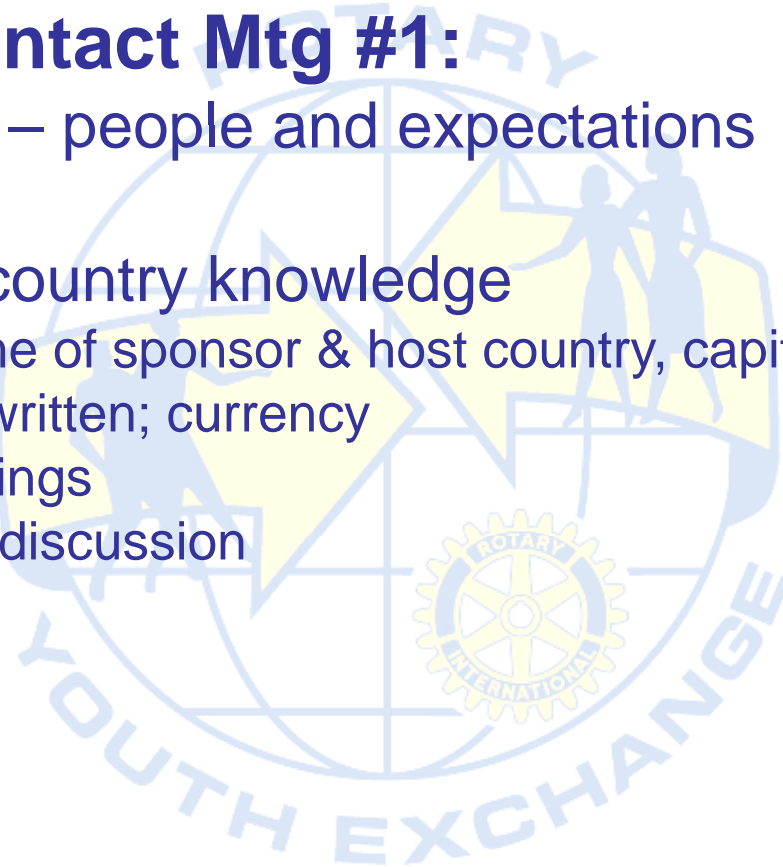 ntact Mtg #1:
– people and expectations
country knowledge
ne of sponsor & host country, capit
written; currency
ings
discussion
ROTARY
YOUTH EXCHANGE
ROTARY
INTERNATIONAL